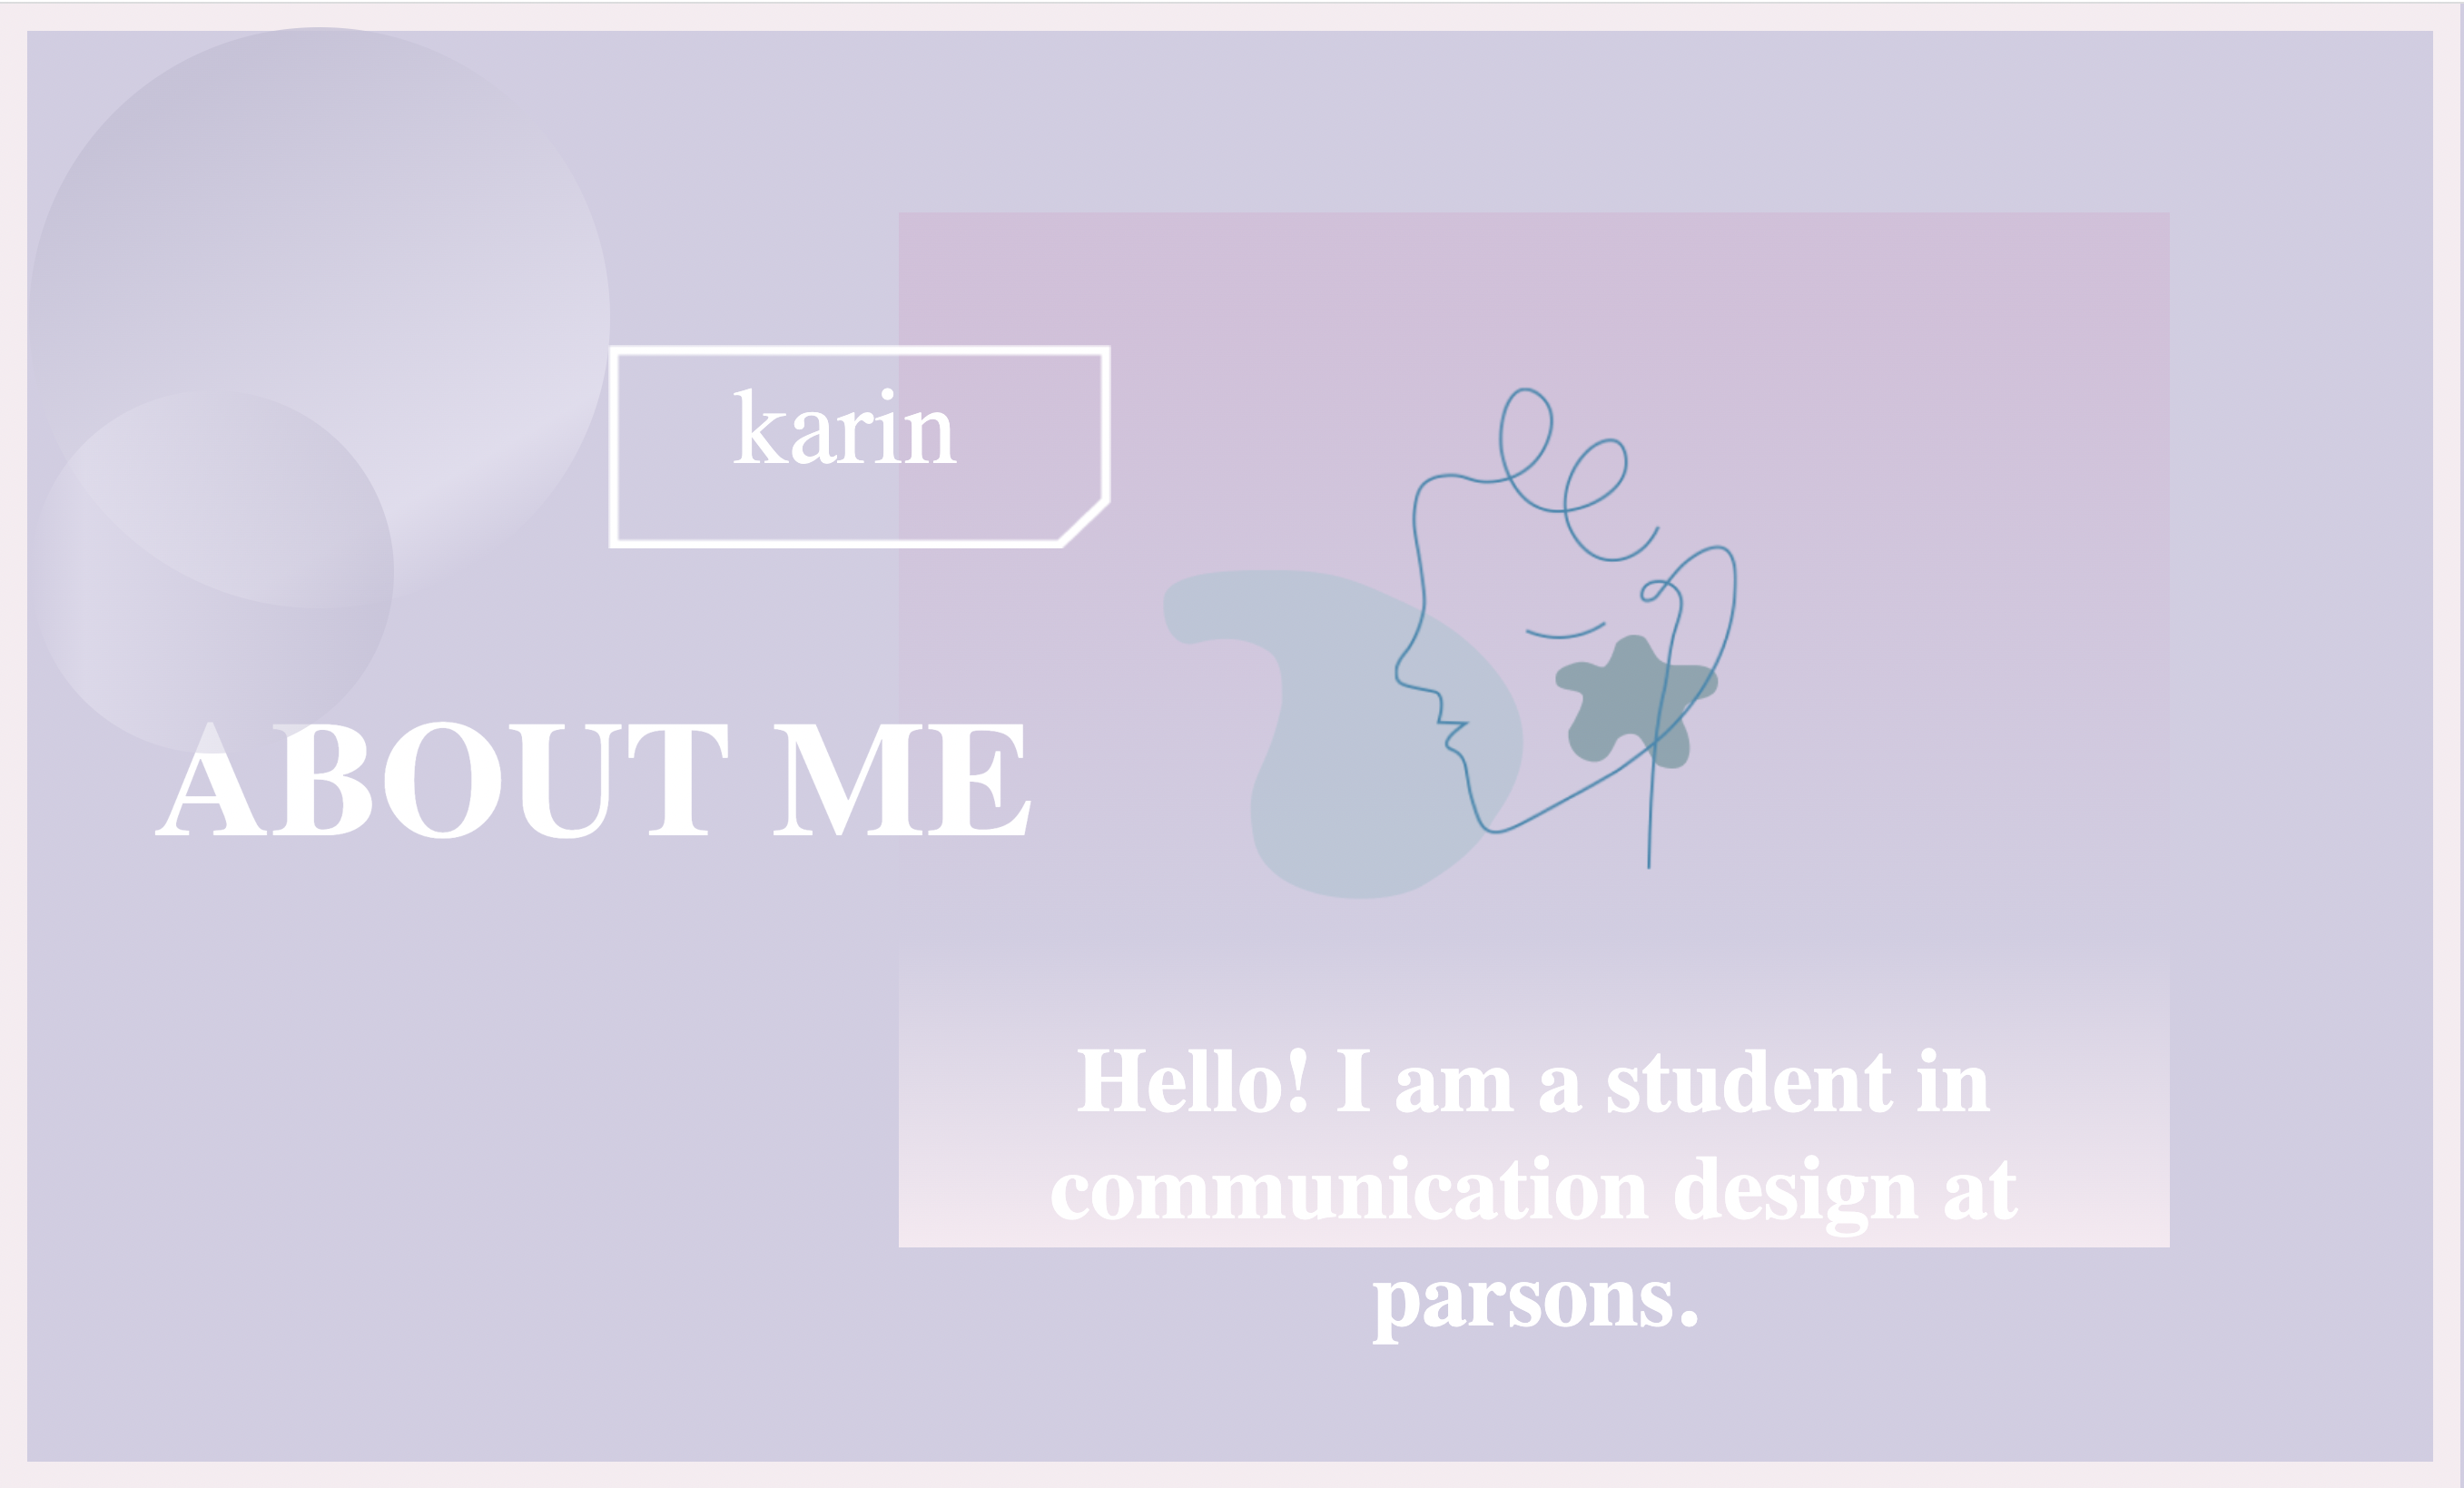 karin
ABOUT ME
Hello! I am a student in
communication design at
parsons.